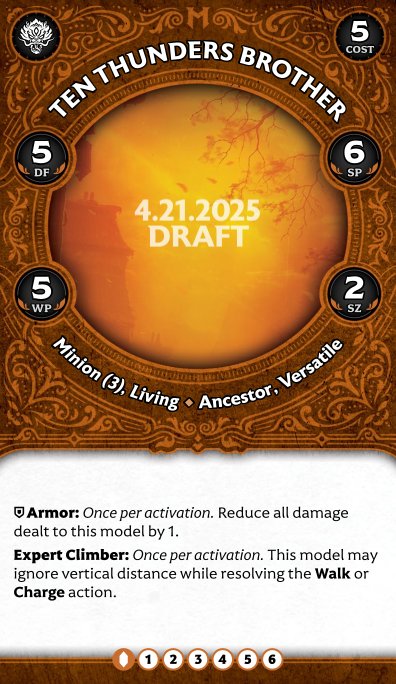 5
COST
TEN THUNDERS BROTHER
5
DF
6
SP
4.21.2025
DRAFT
5
WP
2
SZ
Minion (3), Living ◆ Ancestor, Versatile
Armor: Once per activation. Reduce all damage
dealt to this model by 1.
Expert Climber: Once per activation. This model may
ignore vertical distance while resolving the Walk or
Charge action.
1 2 3 4 5 6